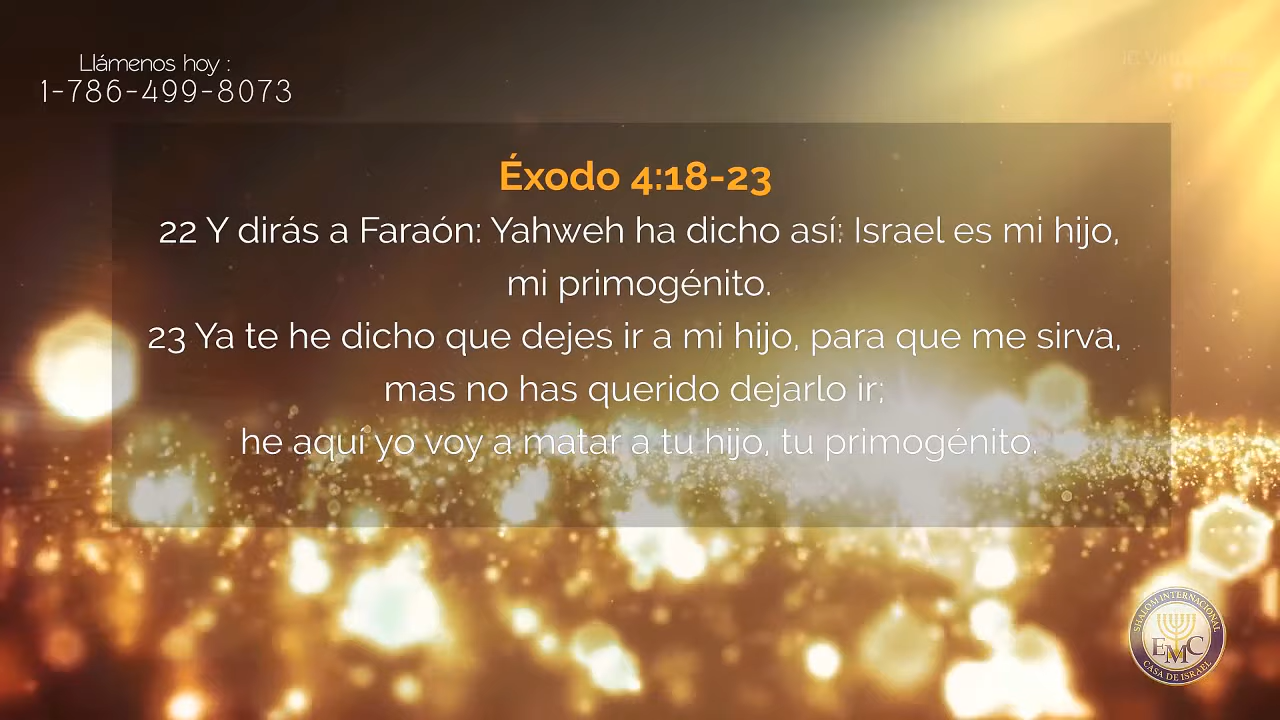 Llámenos hoy :
1-786-499-8073
Éxodo 4:18-23
22 Y dirás a Faraón: Yahweh ha dicho así: Israel es mi hijo,
mi primogénito.
23 Ya te he dicho que dejes ir a mi hijo, para que me sirva,
mas no has querido dejarlo ir;
he aquí yo voy a matar a tu hijo, tu primogénito.
SHALOM INTERNACIONAL
EMC
CASA DE ISRAEL